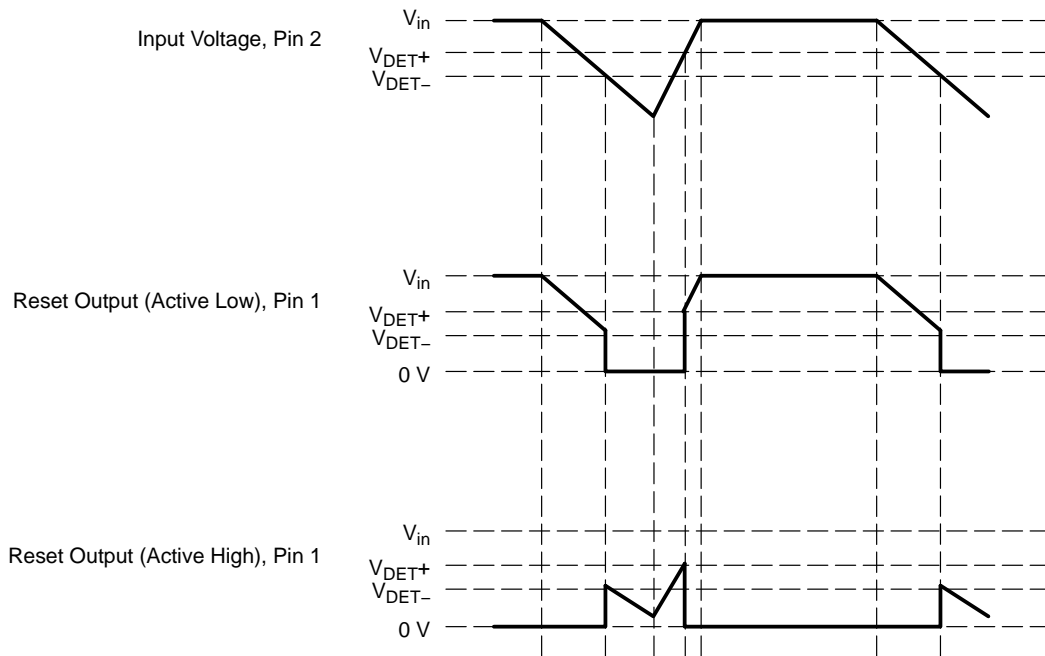 V_in
Input Voltage, Pin 2
V_DET+
V_DET–
V_in
Reset Output (Active Low), Pin 1
V_DET+
V_DET–
0 V
V_in
Reset Output (Active High), Pin 1
V_DET+
V_DET–
0 V